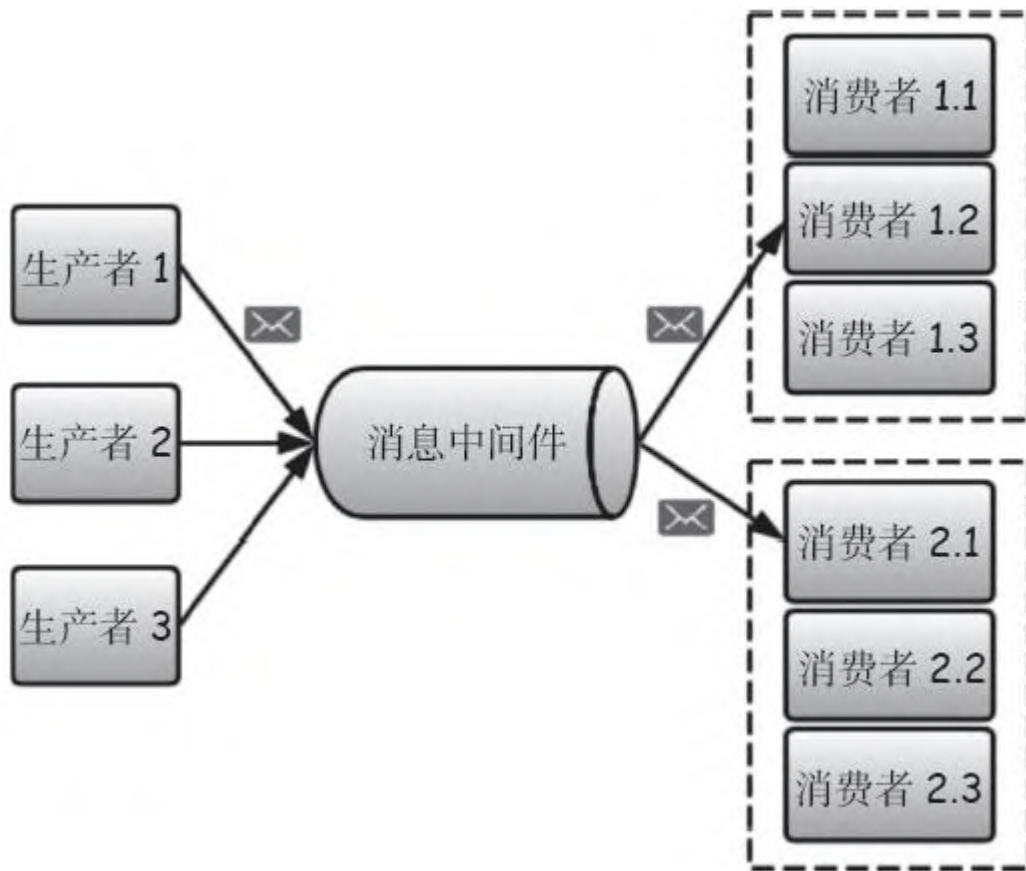 生产者 1
生产者 2
生产者 3
消息中间件
消费者 1.1
消费者 1.2
消费者 1.3
消费者 2.1
消费者 2.2
消费者 2.3